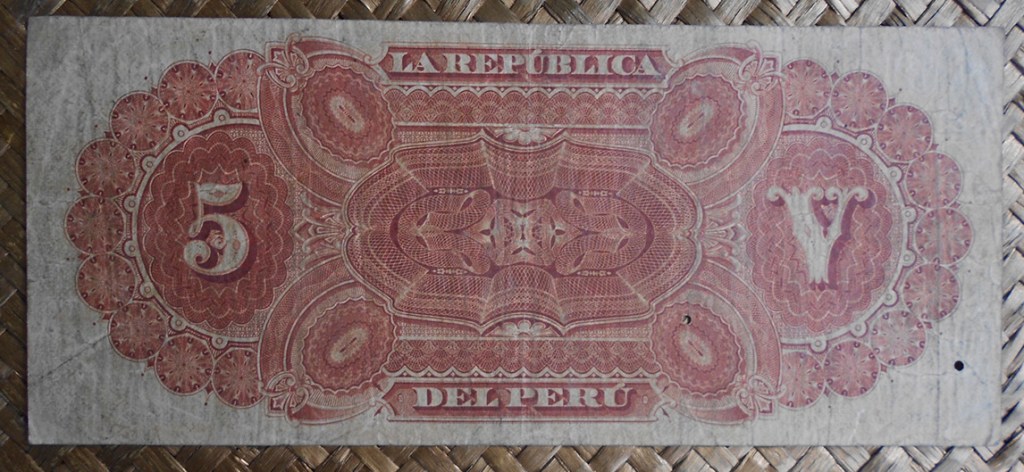 LA REPÚBLICA
5
V
DEL PERÚ